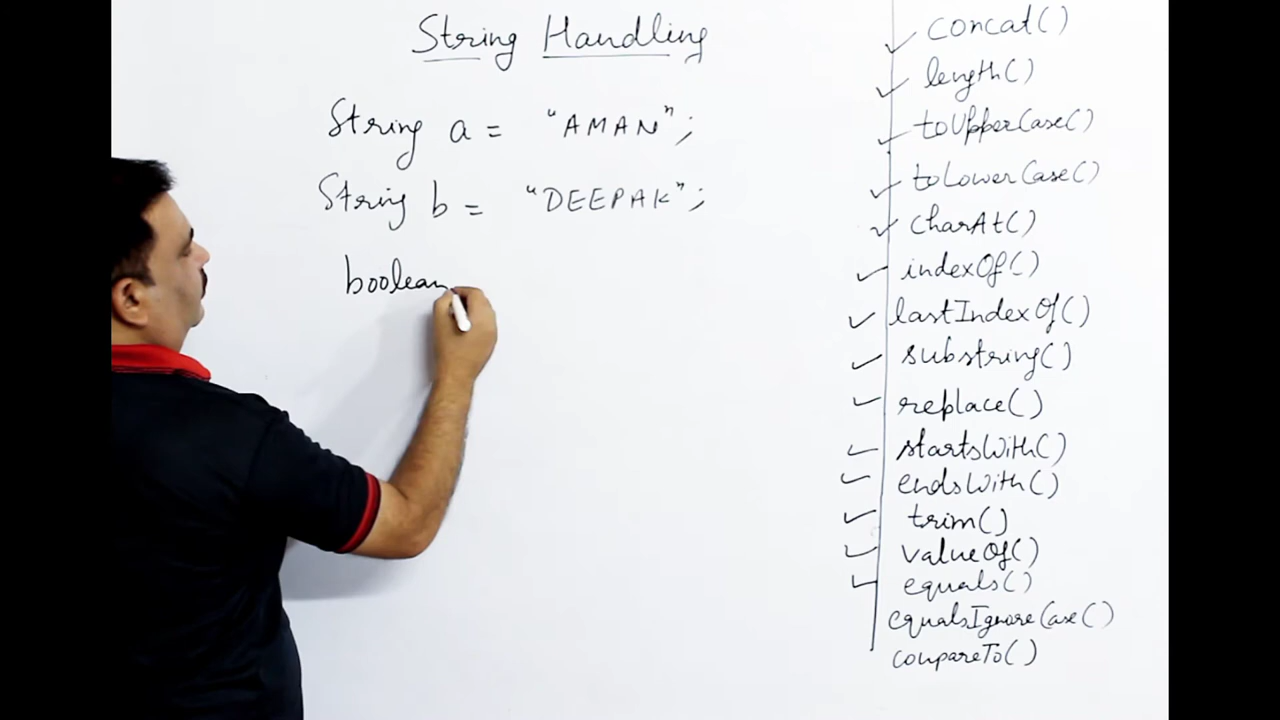 String Handling
String a = "AMAN";
String b = "DEEPAK";
boolean
concat()
length()
toUpperCase()
toLowerCase()
charAt()
indexOf()
lastIndexOf()
substring()
replace()
startsWith()
endsWith()
trim()
valueOf()
equals()
equalsIgnoreCase()
compareTo()